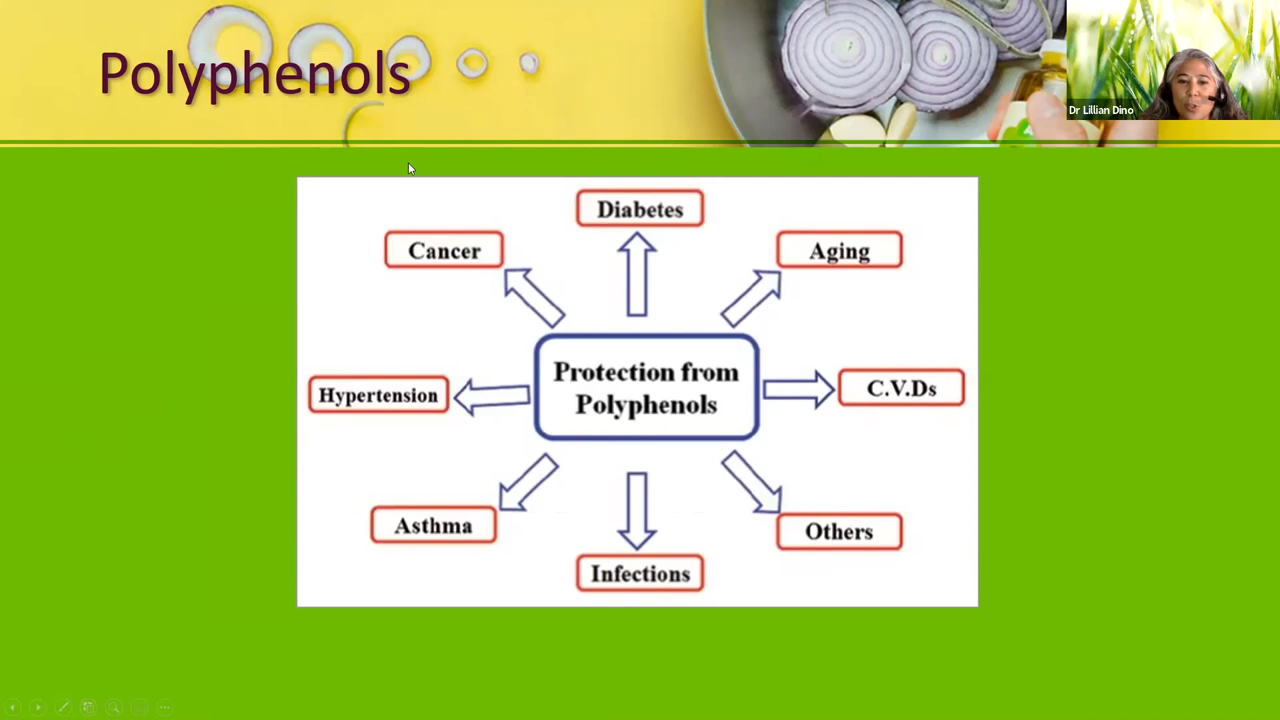 Polyphenols
Dr Lillian Dino
Diabetes
Cancer
Aging
Protection from
Polyphenols
Hypertension
C.V.Ds
Asthma
Others
Infections